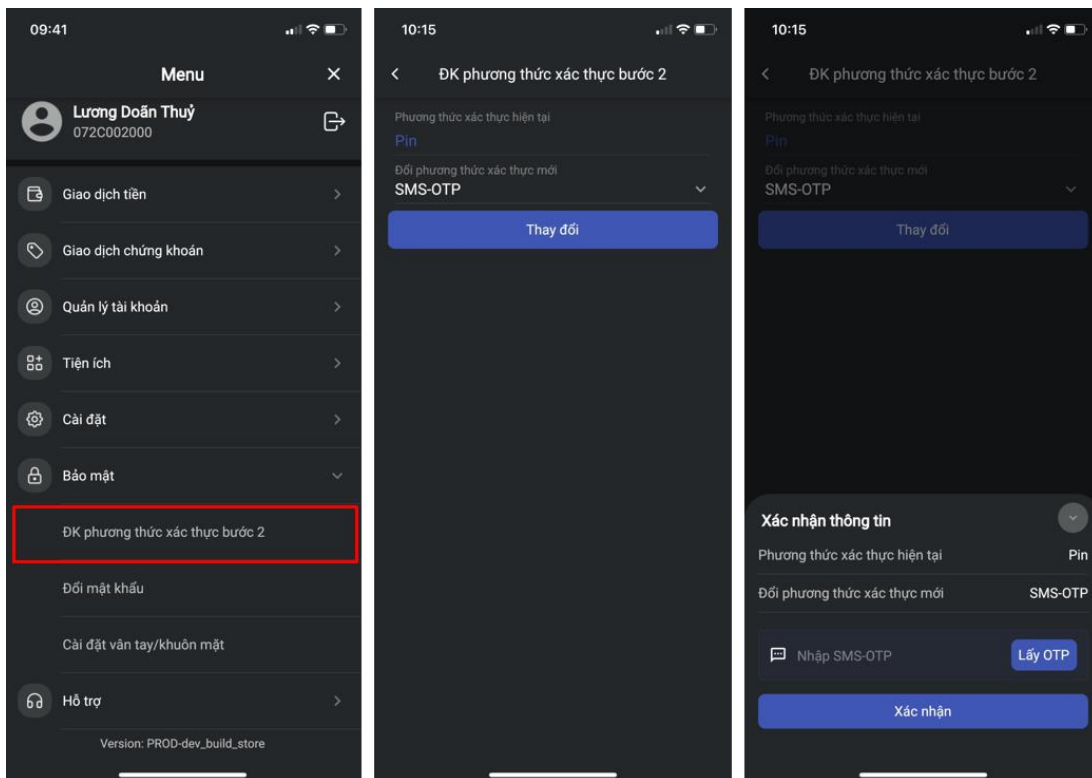 09:41
Menu
Lương Doãn Thuỷ
072C002000
Giao dịch tiền
Giao dịch chứng khoán
Quản lý tài khoản
Tiện ích
Cài đặt
Bảo mật
ĐK phương thức xác thực bước 2
Đổi mật khẩu
Cài đặt vân tay/khuôn mặt
Hỗ trợ
Version: PROD-dev_build_store
10:15
ĐK phương thức xác thực bước 2
Phương thức xác thực hiện tại
Pin
Đổi phương thức xác thực mới
SMS-OTP
Thay đổi
10:15
ĐK phương thức xác thực bước 2
Phương thức xác thực hiện tại
Pin
Đổi phương thức xác thực mới
SMS-OTP
Thay đổi
Xác nhận thông tin
Phương thức xác thực hiện tại Pin
Đổi phương thức xác thực mới SMS-OTP
Nhập SMS-OTP Lấy OTP
Xác nhận